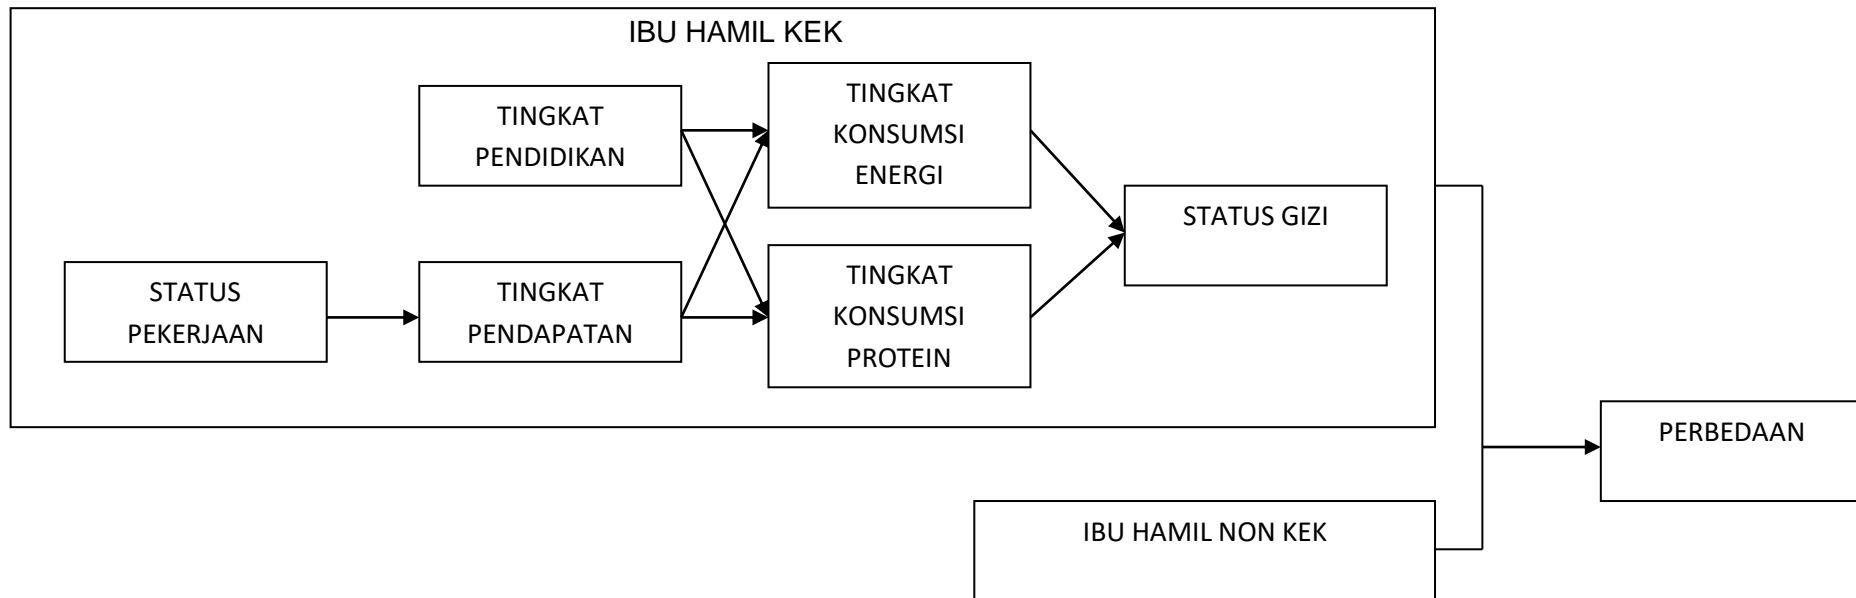 IBU HAMIL KEK
TINGKAT
PENDIDIKAN
TINGKAT
KONSUMSI
ENERGI
STATUS GIZI
STATUS
PEKERJAAN
TINGKAT
PENDAPATAN
TINGKAT
KONSUMSI
PROTEIN
PERBEDAAN
IBU HAMIL NON KEK